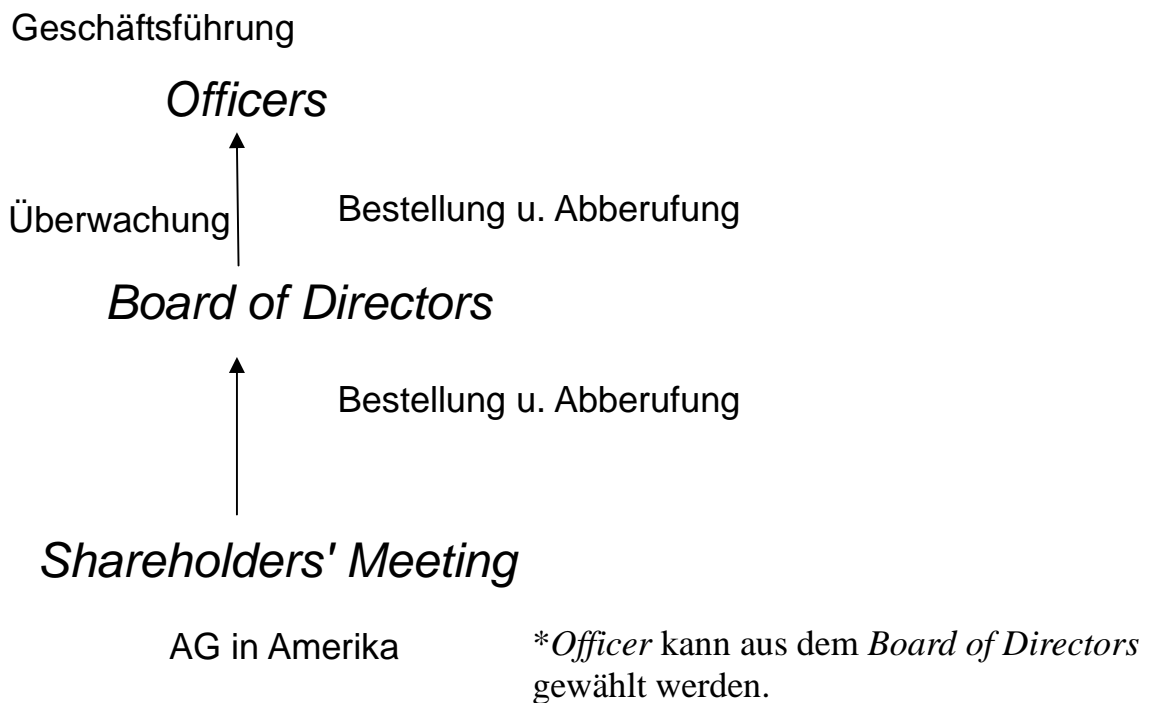 Geschäftsführung
Officers
Überwachung
Bestellung u. Abberufung
Board of Directors
Bestellung u. Abberufung
Shareholders' Meeting
AG in Amerika
*Officer kann aus dem Board of Directors
gewählt werden.